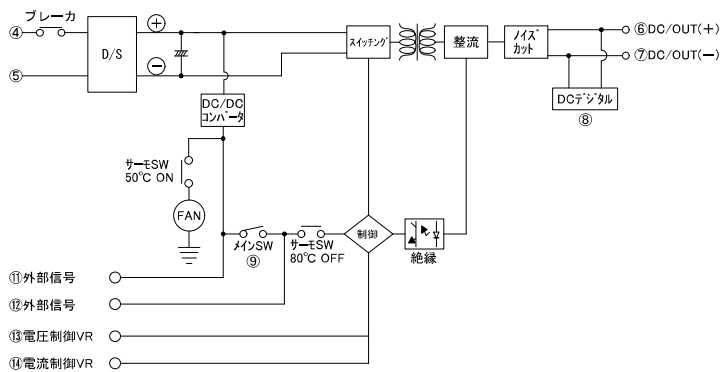 ブレーカ
④
⑤
D/S
+
−
スイッチング
整流
ノイズ
カット
⑥DC/OUT(+)
⑦DC/OUT(−)
DCデジタル
⑧
DC/DC
コンバータ
サーモSW
50℃ ON
FAN
メインSW
⑨
サーモSW
80℃ OFF
制御
絶縁
⑪外部信号
⑫外部信号
⑬電圧制御VR
⑭電流制御VR